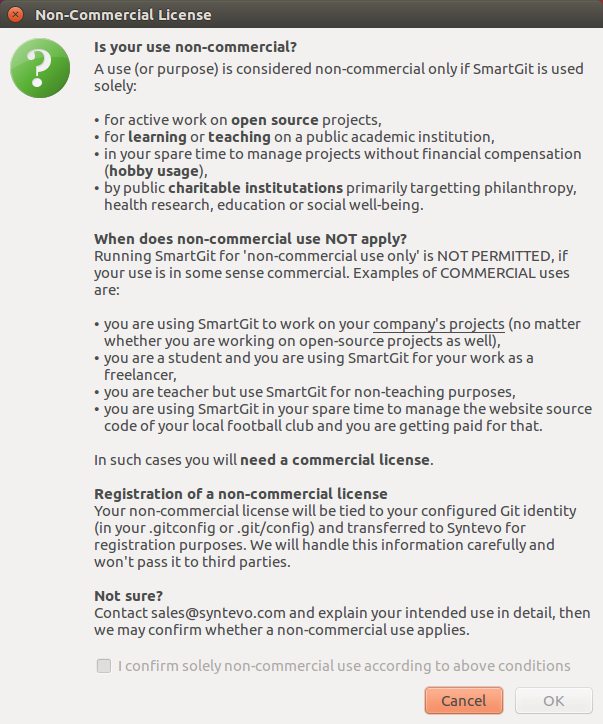 Non-Commercial License
Is your use non-commercial?
A use (or purpose) is considered non-commercial only if SmartGit is used
solely:
• for active work on open source projects,
• for learning or teaching on a public academic institution,
• in your spare time to manage projects without financial compensation
(hobby usage),
• by public charitable institutations primarily targetting philanthropy,
health research, education or social well-being.
When does non-commercial use NOT apply?
Running SmartGit for 'non-commercial use only' is NOT PERMITTED, if
your use is in some sense commercial. Examples of COMMERCIAL uses
are:
• you are using SmartGit to work on your company's projects (no matter
whether you are working on open-source projects as well),
• you are a student and you are using SmartGit for your work as a
freelancer,
• you are teacher but use SmartGit for non-teaching purposes,
• you are using SmartGit in your spare time to manage the website source
code of your local football club and you are getting paid for that.
In such cases you will need a commercial license.
Registration of a non-commercial license
Your non-commercial license will be tied to your configured Git identity
(in your .gitconfig or .git/config) and transferred to Syntevo for
registration purposes. We will handle this information carefully and
won't pass it to third parties.
Not sure?
Contact sales@syntevo.com and explain your intended use in detail, then
we may confirm whether a non-commercial use applies.
I confirm solely non-commercial use according to above conditions
Cancel
OK